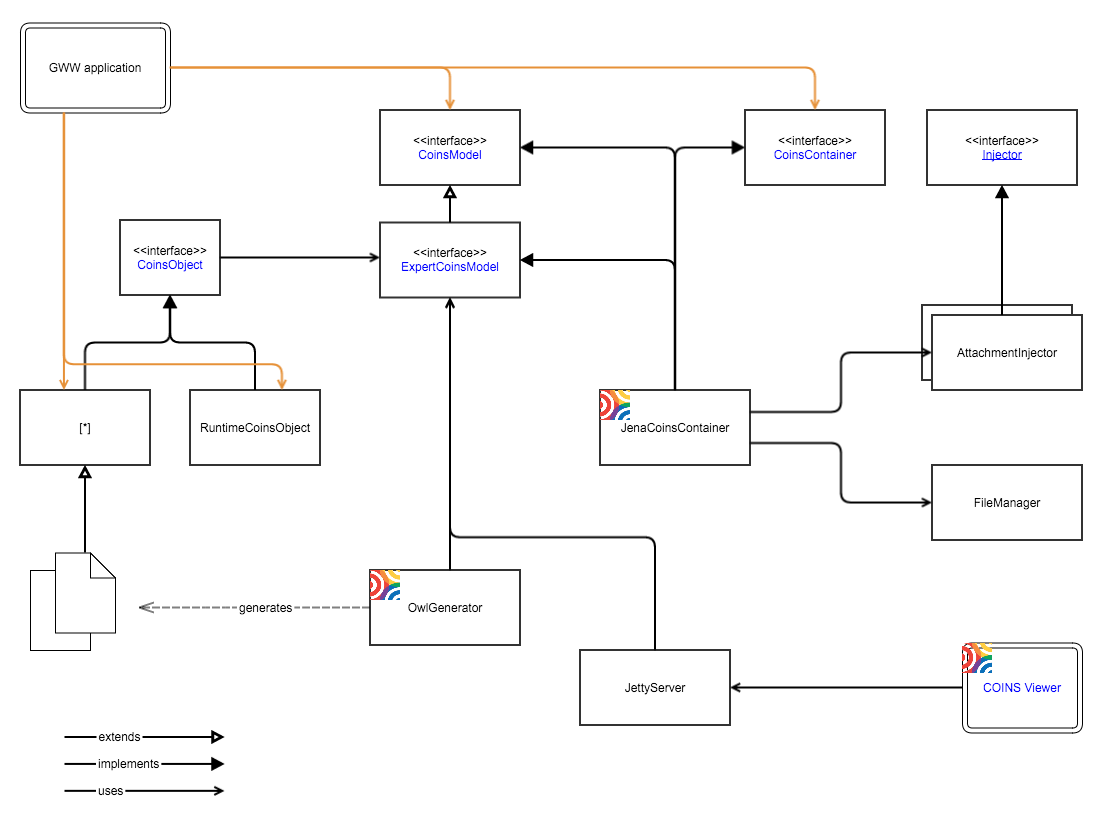 GWW application
<<interface>>
CoinsModel
<<interface>>
CoinsContainer
<<interface>>
Injector
<<interface>>
CoinsObject
<<interface>>
ExpertCoinsModel
AttachmentInjector
[*]
RuntimeCoinsObject
JenaCoinsContainer
FileManager
generates
OwlGenerator
JettyServer
COINS Viewer
extends
implements
uses